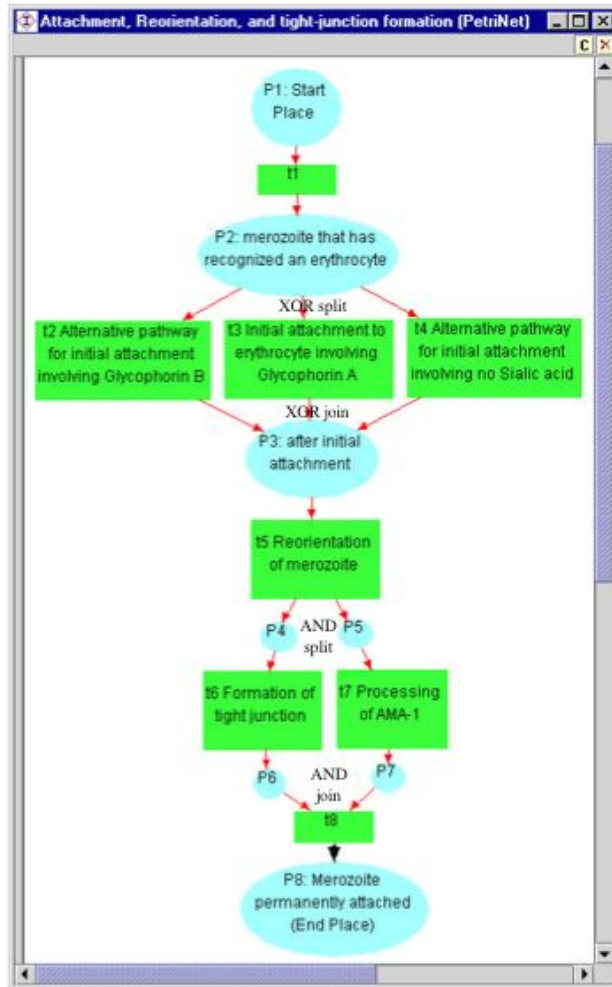 Attachment, Reorientation, and tight-junction formation (PetriNet)
C
P1: Start
Place
t1
P2: merozoite that has
recognized an erythrocyte
XOR split
t2 Alternative pathway
for initial attachment
involving Glycophorin B
t3 Initial attachment to
erythrocyte involving
Glycophorin A
t4 Alternative pathway
for initial attachment
involving no Sialic acid
XOR join
P3: after initial
attachment
t5 Reorientation
of merozoite
P4
AND
split
P5
t6 Formation of
tight junction
t7 Processing
of AMA-1
P6
AND
join
P7
t8
P8: Merozoite
permanently attached
(End Place)